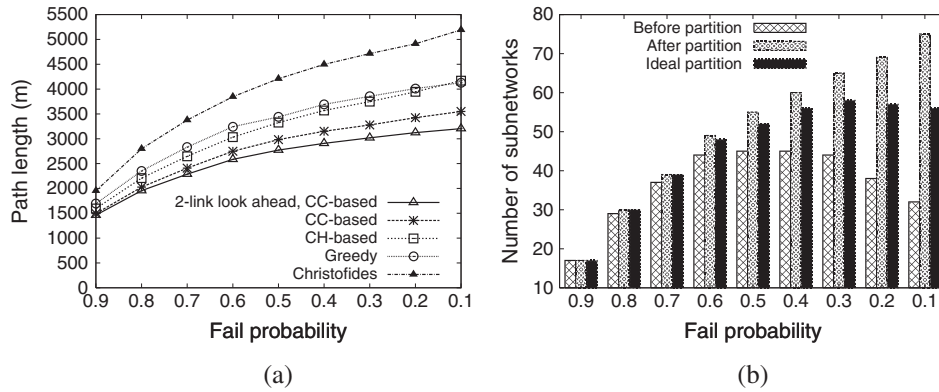 Path length (m)
5500
5000
4500
4000
3500
3000
2500
2000
1500
1000
500
0
2-link look ahead, CC-based
CC-based
CH-based
Greedy
Christofides
0.9 0.8 0.7 0.6 0.5 0.4 0.3 0.2 0.1
Fail probability
(a)
Number of subnetworks
80
70
60
50
40
30
20
10
Before partition
After partition
Ideal partition
0.9 0.8 0.7 0.6 0.5 0.4 0.3 0.2 0.1
Fail probability
(b)